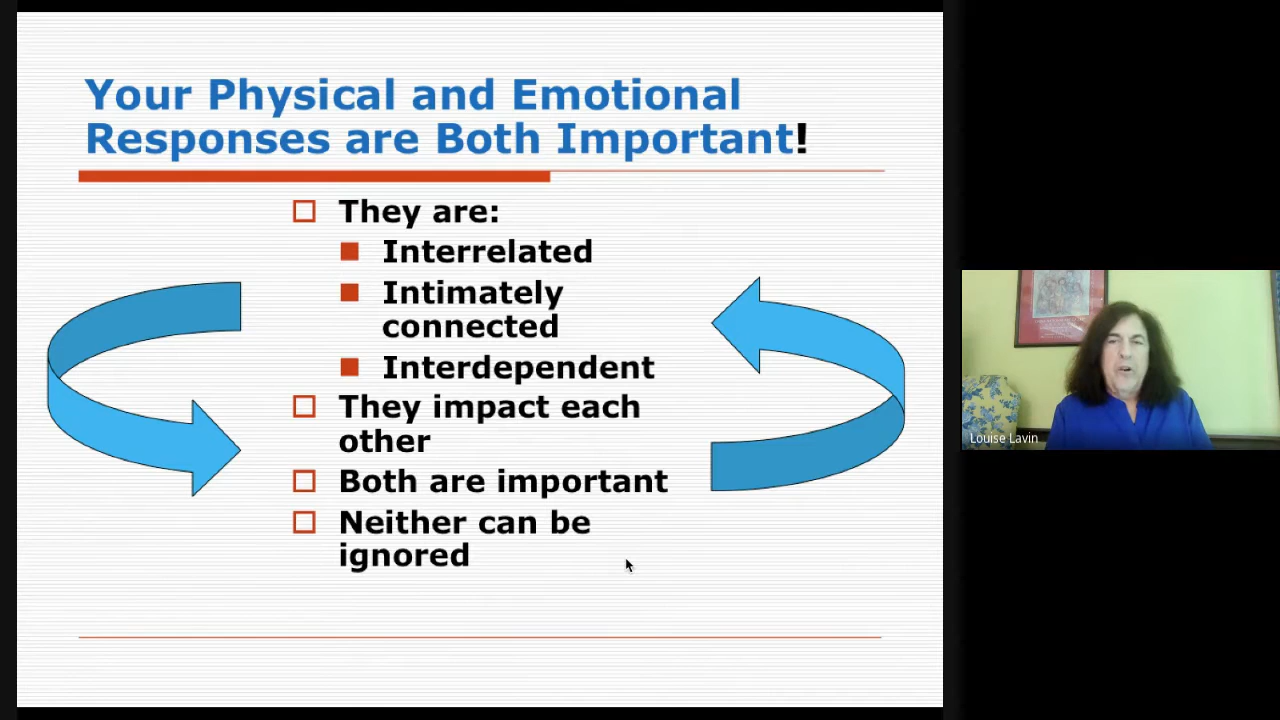 Your Physical and Emotional
Responses are Both Important!
They are:
Interrelated
Intimately
connected
Interdependent
They impact each
other
Both are important
Neither can be
ignored
Louise Lavin